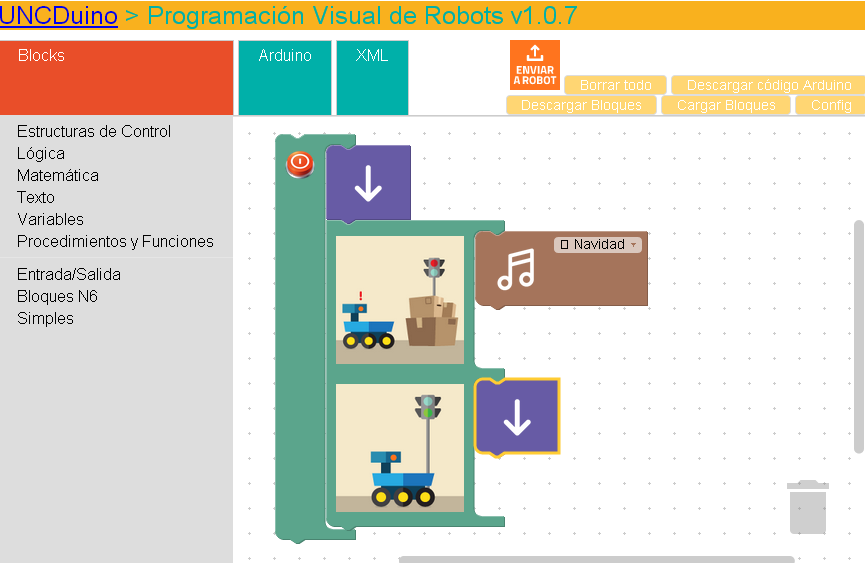 UNCDuino > Programación Visual de Robots v1.0.7
Blocks
Arduino
XML
ENVIAR
A ROBOT
Borrar todo
Descargar código Arduino
Descargar Bloques
Cargar Bloques
Config
Estructuras de Control
Lógica
Matemática
Texto
Variables
Procedimientos y Funciones
Entrada/Salida
Bloques N6
Simples
Navidad
!